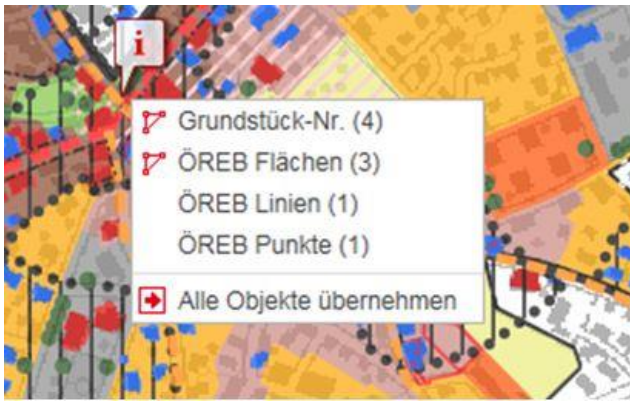 i
Grundstück-Nr. (4)
ÖREB Flächen (3)
ÖREB Linien (1)
ÖREB Punkte (1)
Alle Objekte übernehmen